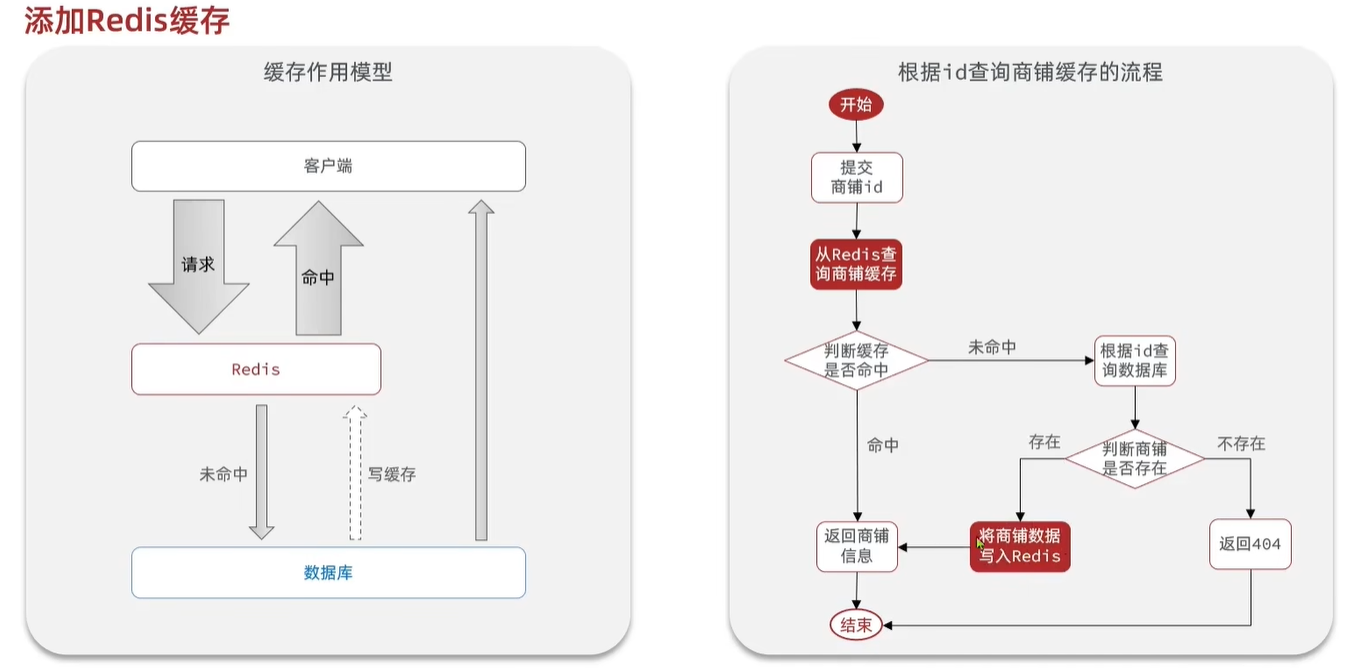 添加Redis缓存
缓存作用模型
客户端
请求
命中
Redis
未命中
写缓存
数据库
根据id查询商铺缓存的流程
开始
提交
商铺id
从Redis查
询商铺缓存
判断缓存
是否命中
未命中
根据id查
询数据库
命中
存在
判断商铺
是否存在
不存在
返回商铺
信息
将商铺数据
写入Redis
返回404
结束